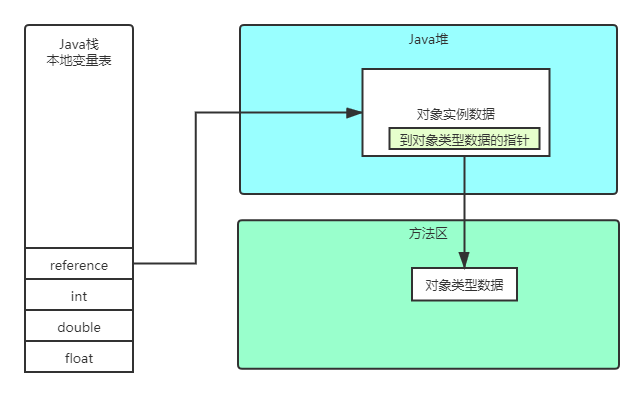 Java栈
本地变量表
reference
int
double
float
Java堆
对象实例数据
到对象类型数据的指针
方法区
对象类型数据